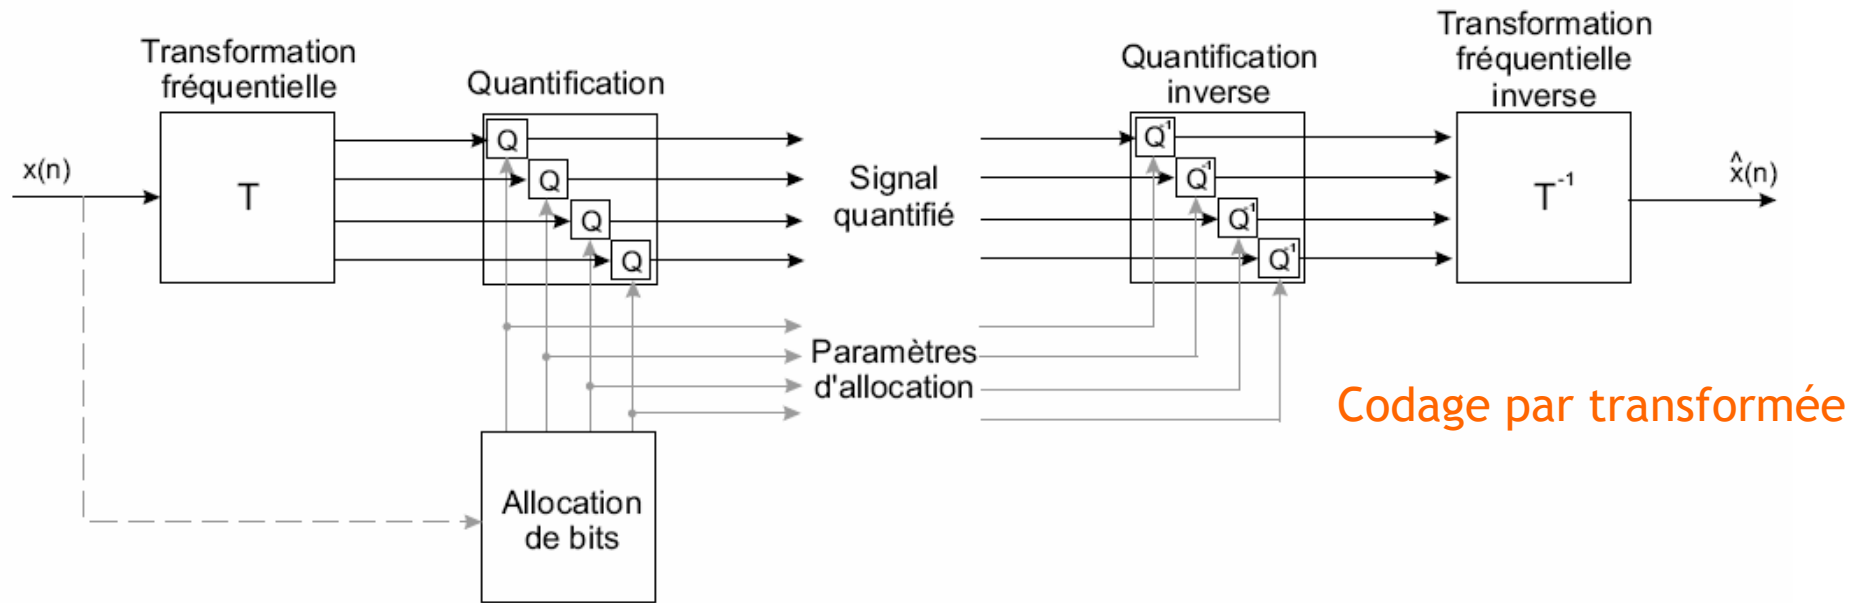 Transformation
fréquentielle
Quantification
Quantification
inverse
Transformation
fréquentielle
inverse
x(n)
T
Q
Q
Q
Q
Signal
quantifié
Q-1
Q-1
Q-1
Q-1
T-1
x̂(n)
Paramètres
d'allocation
Codage par transformée
Allocation
de bits